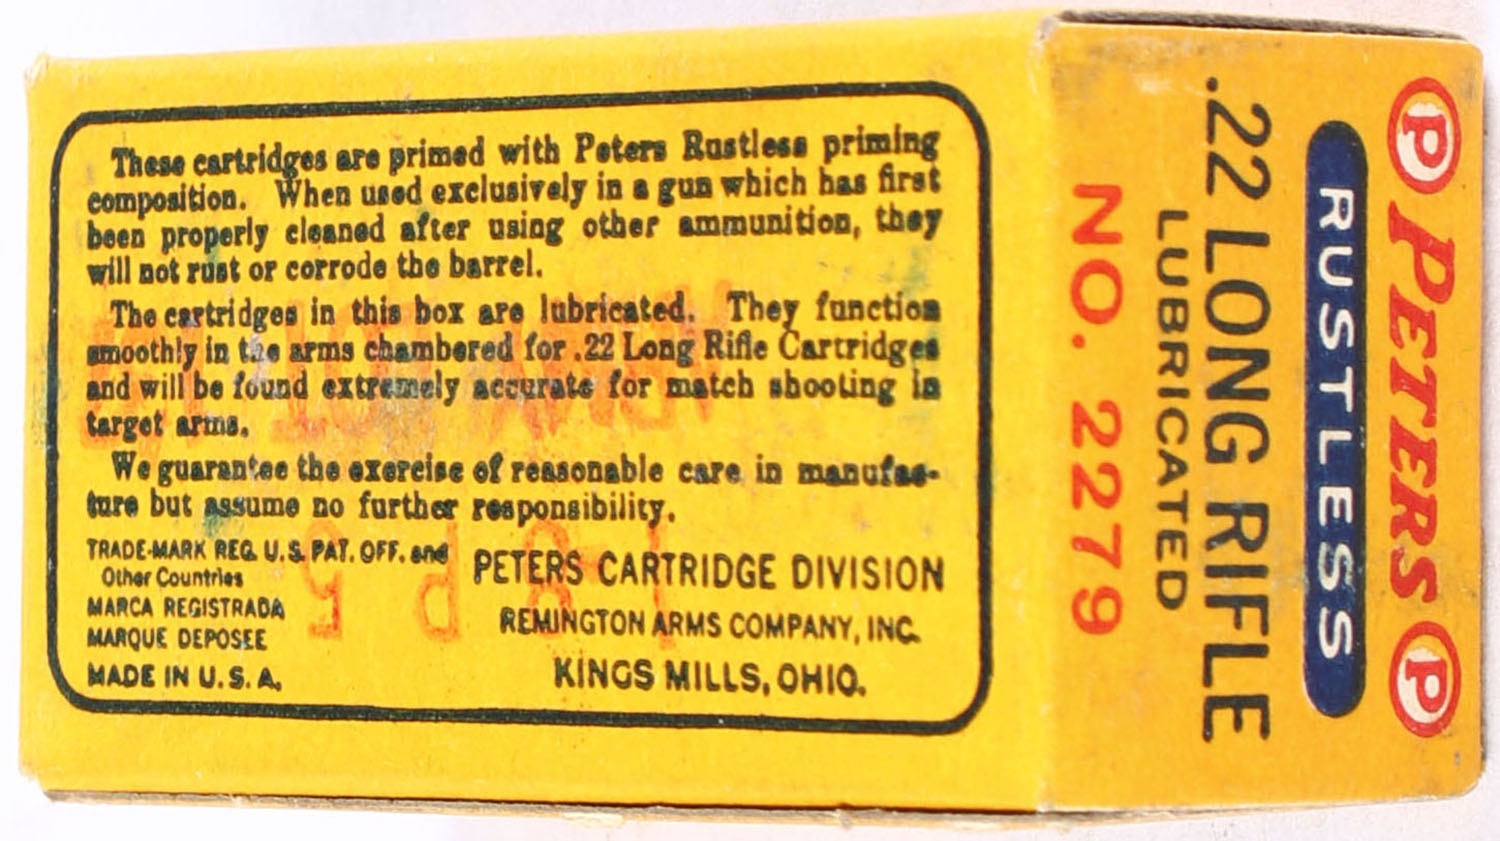 These cartridges are primed with Peters Rustless priming
composition. When used exclusively in a gun which has first
been properly cleaned after using other ammunition, they
will not rust or corrode the barrel.
The cartridges in this box are lubricated. They function
smoothly in the arms chambered for .22 Long Rifle Cartridges
and will be found extremely accurate for match shooting in
target arms.
We guarantee the exercise of reasonable care in manufac-
ture but assume no further responsibility.
TRADE-MARK REG. U.S. PAT. OFF. and
Other Countries
MARCA REGISTRADA
MARQUE DEPOSEE
MADE IN U.S.A.
PETERS CARTRIDGE DIVISION
REMINGTON ARMS COMPANY, INC.
KINGS MILLS, OHIO.
P PETERS P
RUSTLESS
.22 LONG RIFLE
LUBRICATED
NO. 2279